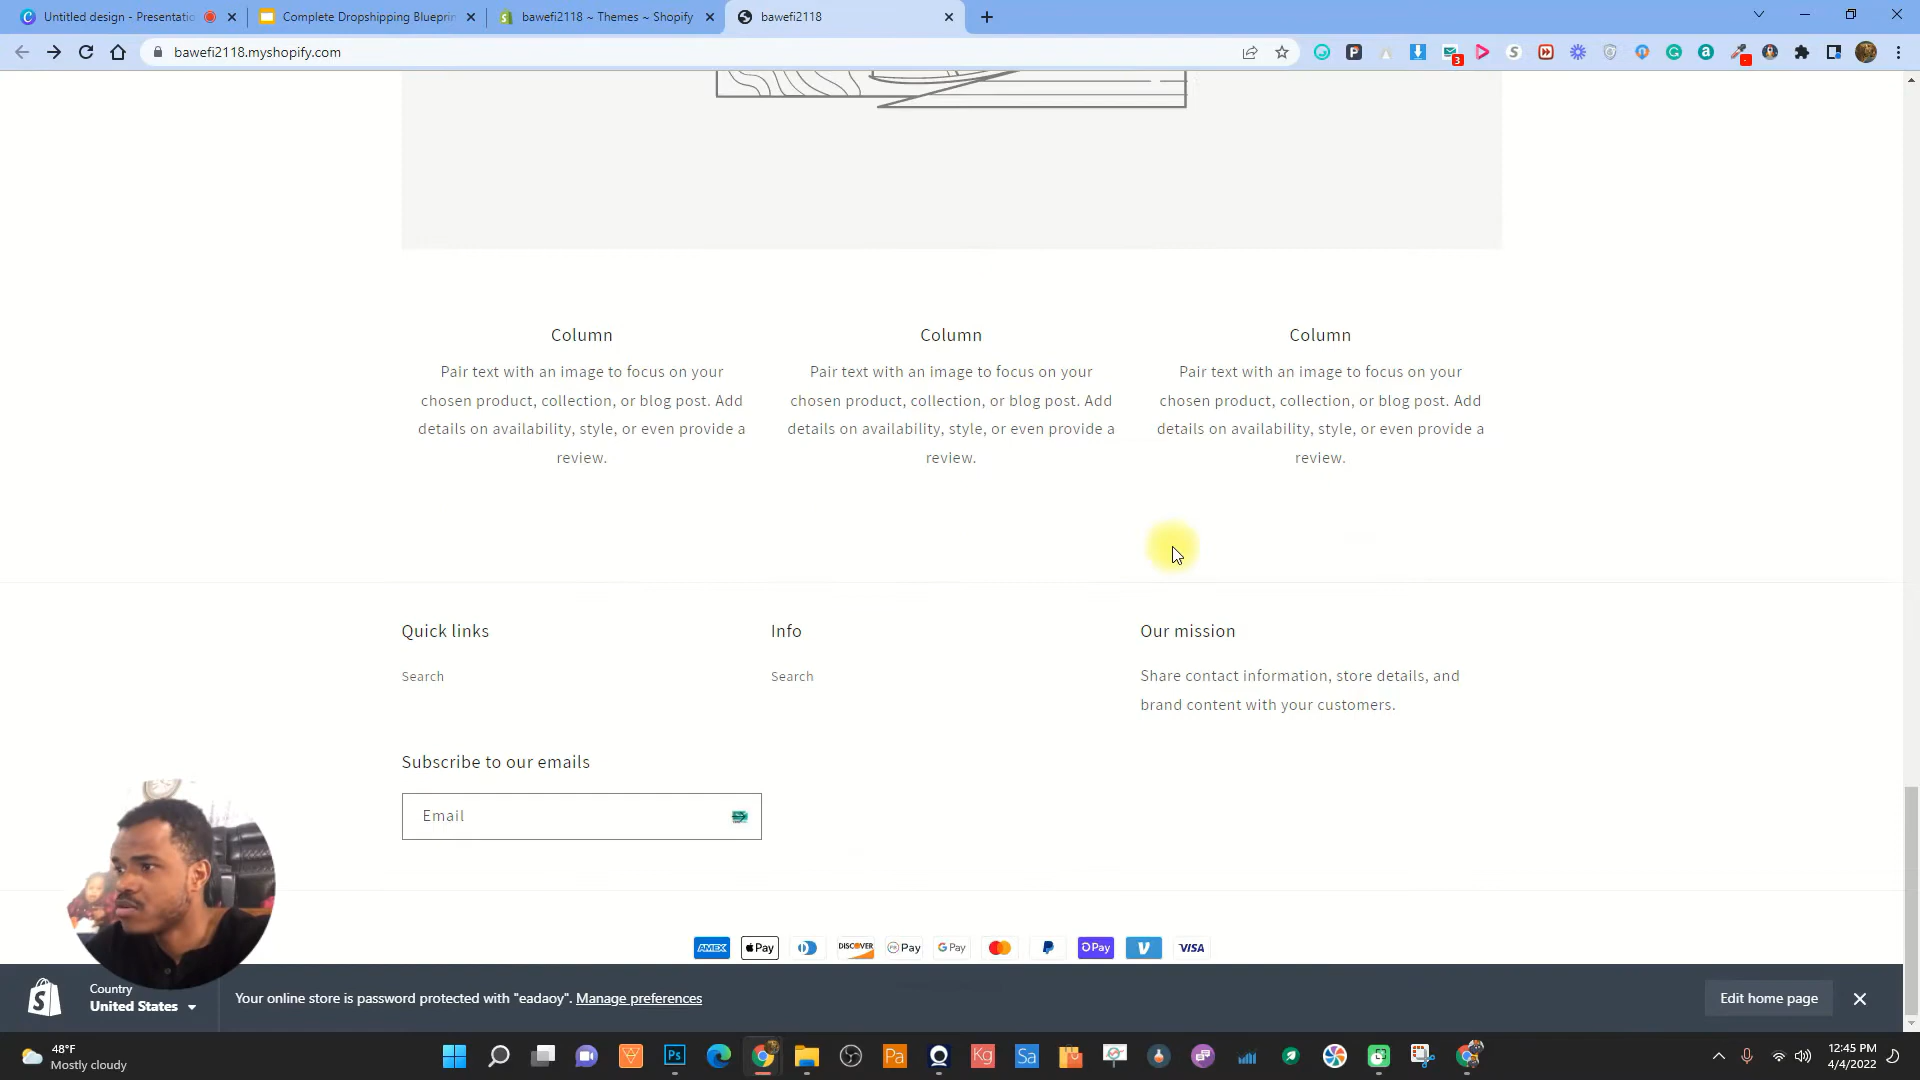 Untitled design - Presentatio
Complete Dropshipping Blueprin
bawefi2118 ~ Themes ~ Shopify
bawefi2118
bawefi2118.myshopify.com
3
Column
Pair text with an image to focus on your
chosen product, collection, or blog post. Add
details on availability, style, or even provide a
review.
Column
Pair text with an image to focus on your
chosen product, collection, or blog post. Add
details on availability, style, or even provide a
review.
Column
Pair text with an image to focus on your
chosen product, collection, or blog post. Add
details on availability, style, or even provide a
review.
Quick links
Search
Info
Search
Our mission
Share contact information, store details, and
brand content with your customers.
Subscribe to our emails
Email
AMEX Pay DISCOVER Pay G Pay Pay VISA
Country
United States
Your online store is password protected with "eadaoy". Manage preferences
Edit home page
48°F
Mostly cloudy
Ps
Pa
Kg
Sa
12:45 PM
4/4/2022